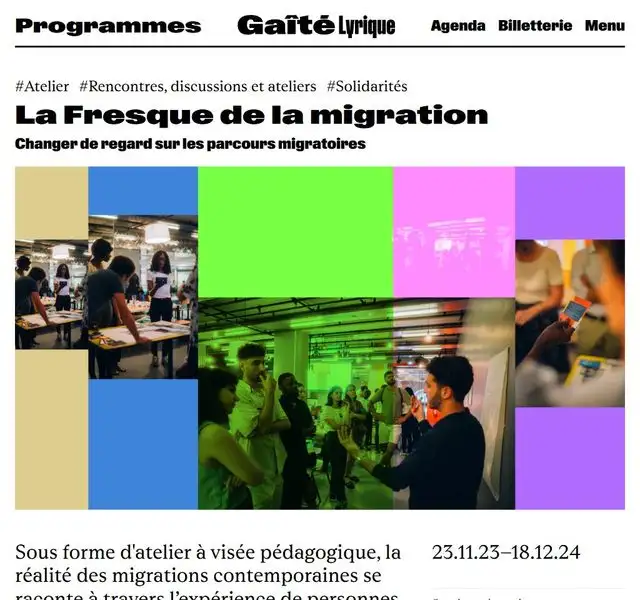 Programmes
Gaîté Lyrique
Agenda Billetterie Menu
#Atelier #Rencontres, discussions et ateliers #Solidarités
La Fresque de la migration
Changer de regard sur les parcours migratoires
Sous forme d'atelier à visée pédagogique, la
réalité des migrations contemporaines se
raconte à travers l'expérience de personnes
23.11.23–18.12.24